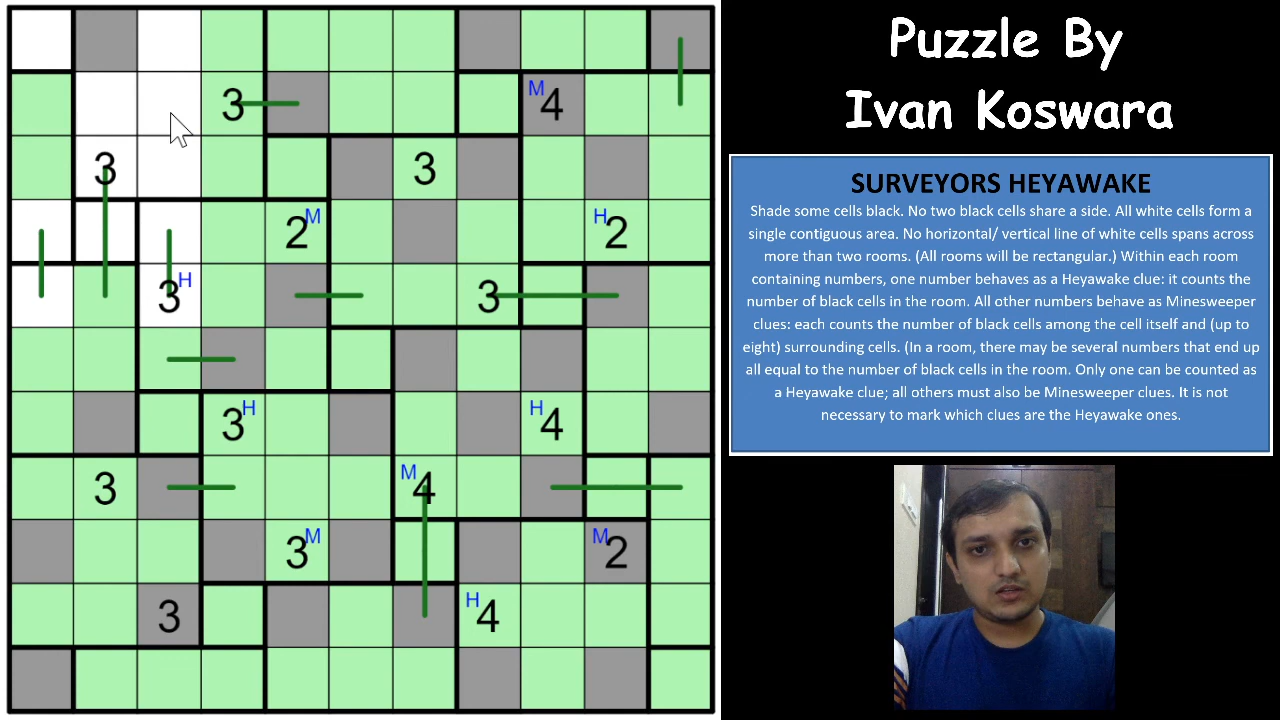 Puzzle By
Ivan Koswara
SURVEYORS HEYAWAKE
Shade some cells black. No two black cells share a side. All white cells form a
single contiguous area. No horizontal/ vertical line of white cells spans across
more than two rooms. (All rooms will be rectangular.) Within each room
containing numbers, one number behaves as a Heyawake clue: it counts the
number of black cells in the room. All other numbers behave as Minesweeper
clues: each counts the number of black cells among the cell itself and (up to
eight) surrounding cells. (In a room, there may be several numbers that end up
all equal to the number of black cells in the room. Only one can be counted as
a Heyawake clue; all others must also be Minesweeper clues. It is not
necessary to mark which clues are the Heyawake ones.
3 M4
3 3
2M H2
3H 3
3H H4
3 M4
3M M2
3 H4